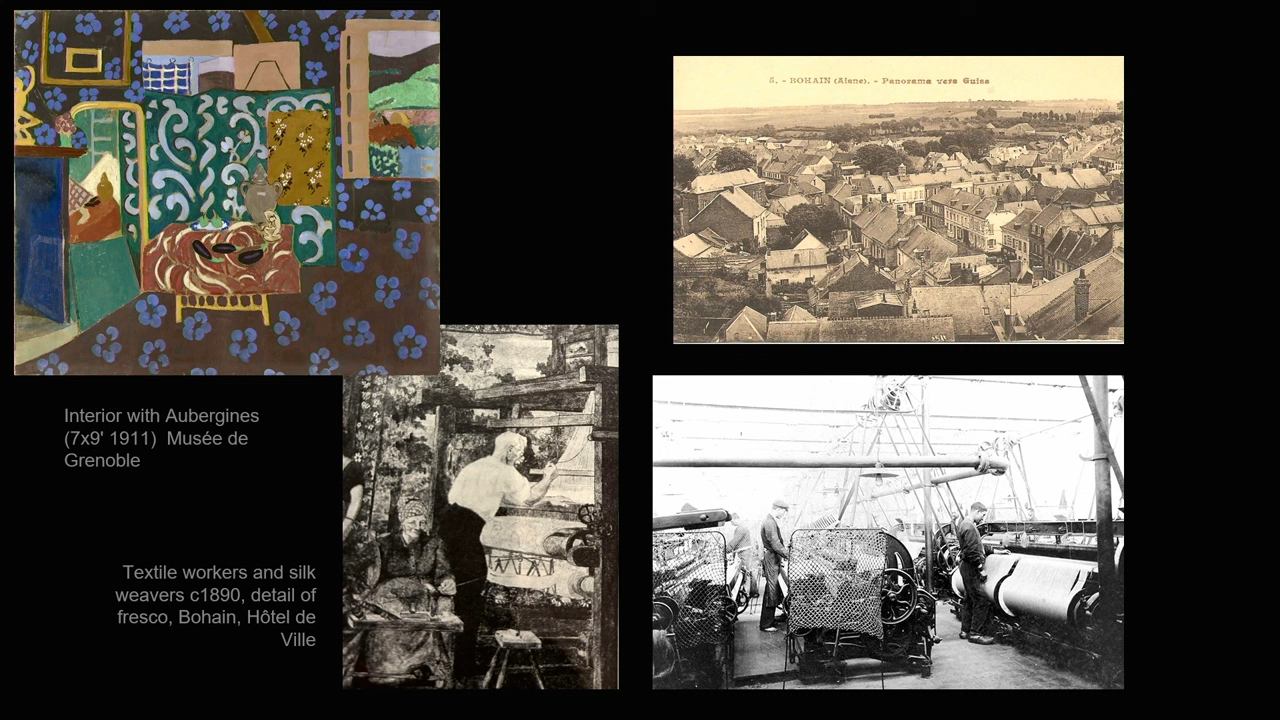 5. - BOHAIN (Aisne). - Panorama vers Guise
Interior with Aubergines
(7x9' 1911)  Musée de
Grenoble
Textile workers and silk
weavers c1890, detail of
fresco, Bohain, Hôtel de
Ville